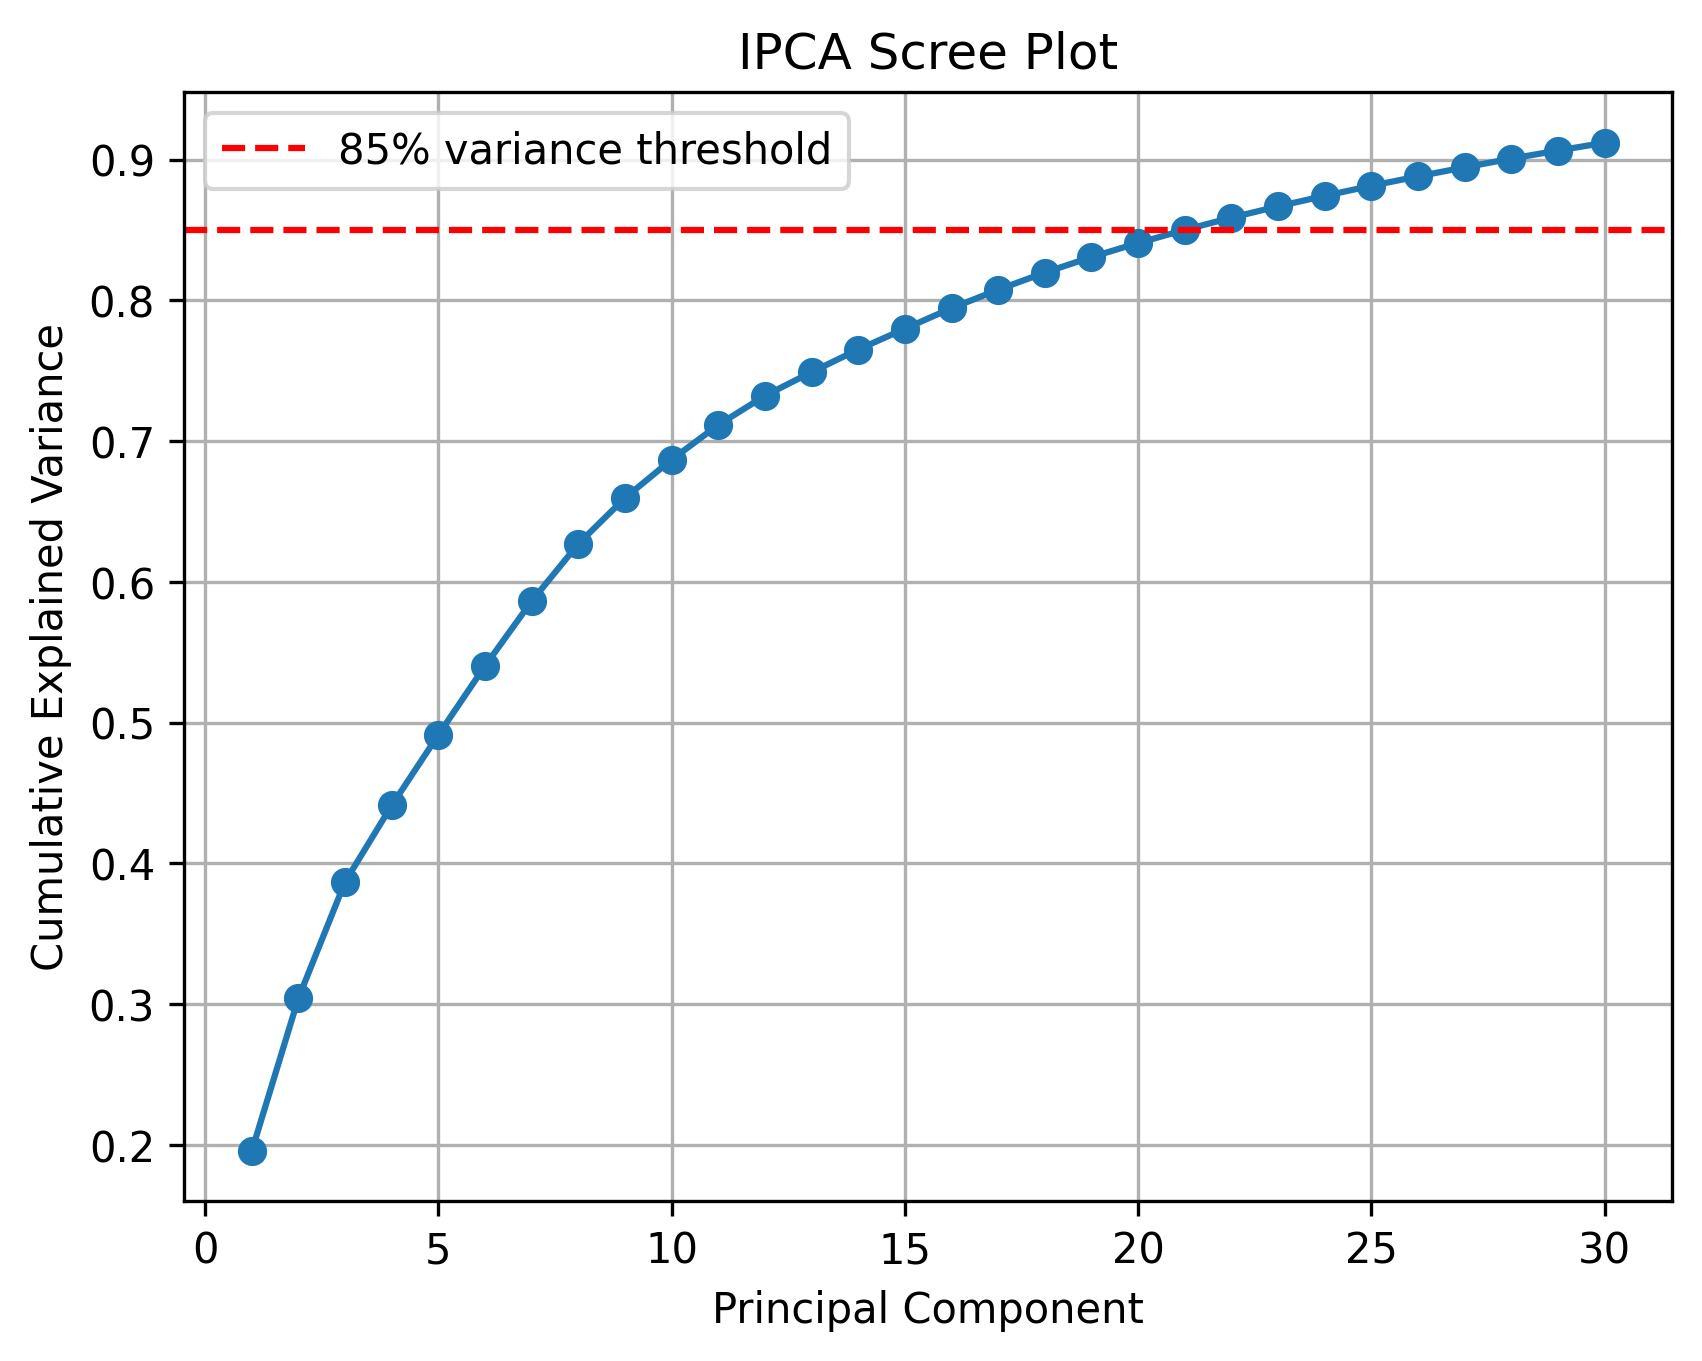 IPCA Scree Plot
85% variance threshold
Cumulative Explained Variance
0.9
0.8
0.7
0.6
0.5
0.4
0.3
0.2
0 5 10 15 20 25 30
Principal Component